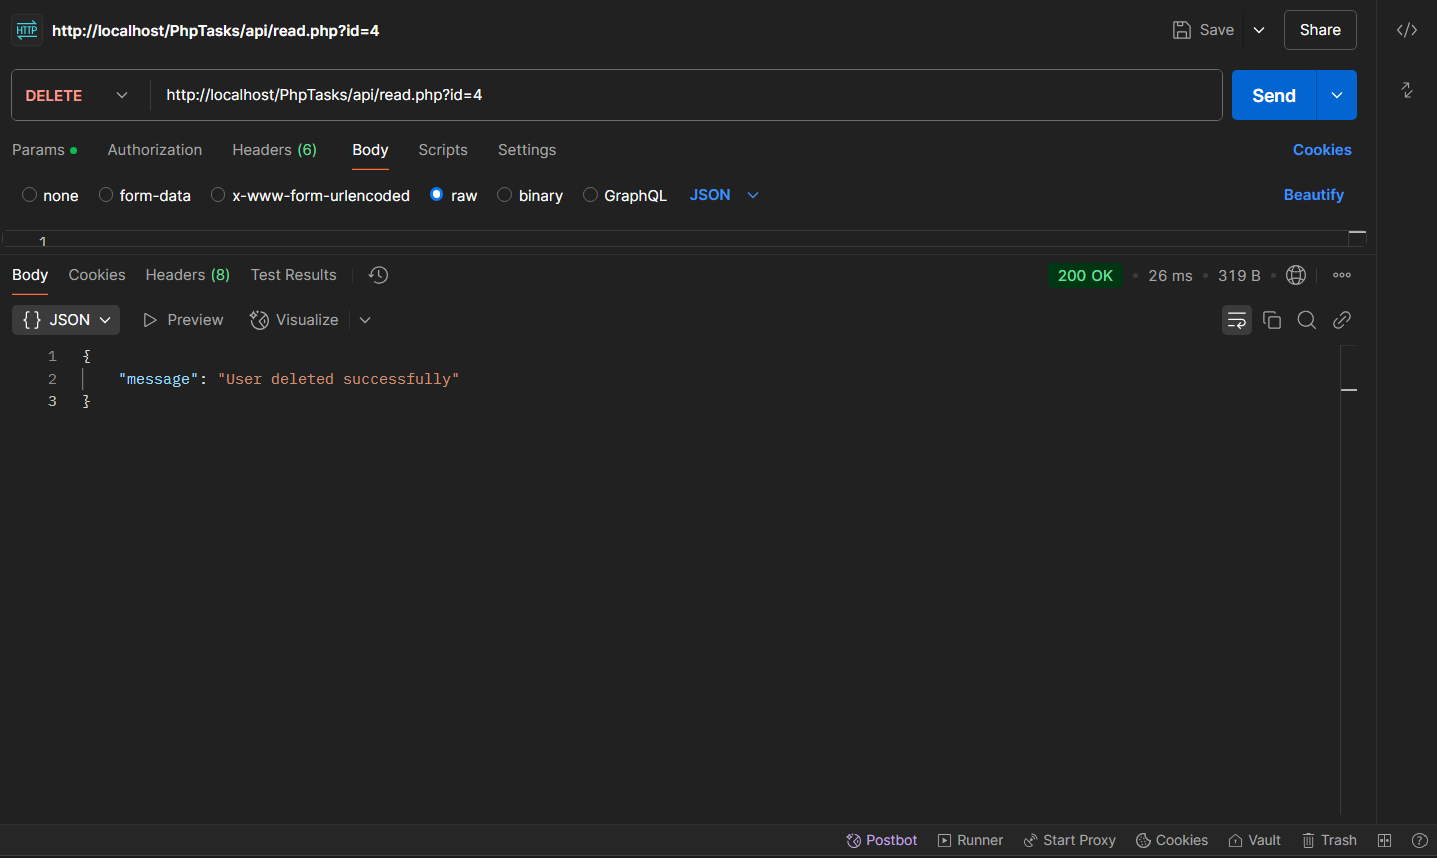 HTTP http://localhost/PhpTasks/api/read.php?id=4 Save Share
DELETE http://localhost/PhpTasks/api/read.php?id=4 Send
Params Authorization Headers (6) Body Scripts Settings Cookies
none form-data x-www-form-urlencoded raw binary GraphQL JSON Beautify
1
Body Cookies Headers (8) Test Results 200 OK 26 ms 319 B
{} JSON Preview Visualize
1 {
2 "message": "User deleted successfully"
3 }
Postbot Runner Start Proxy Cookies Vault Trash